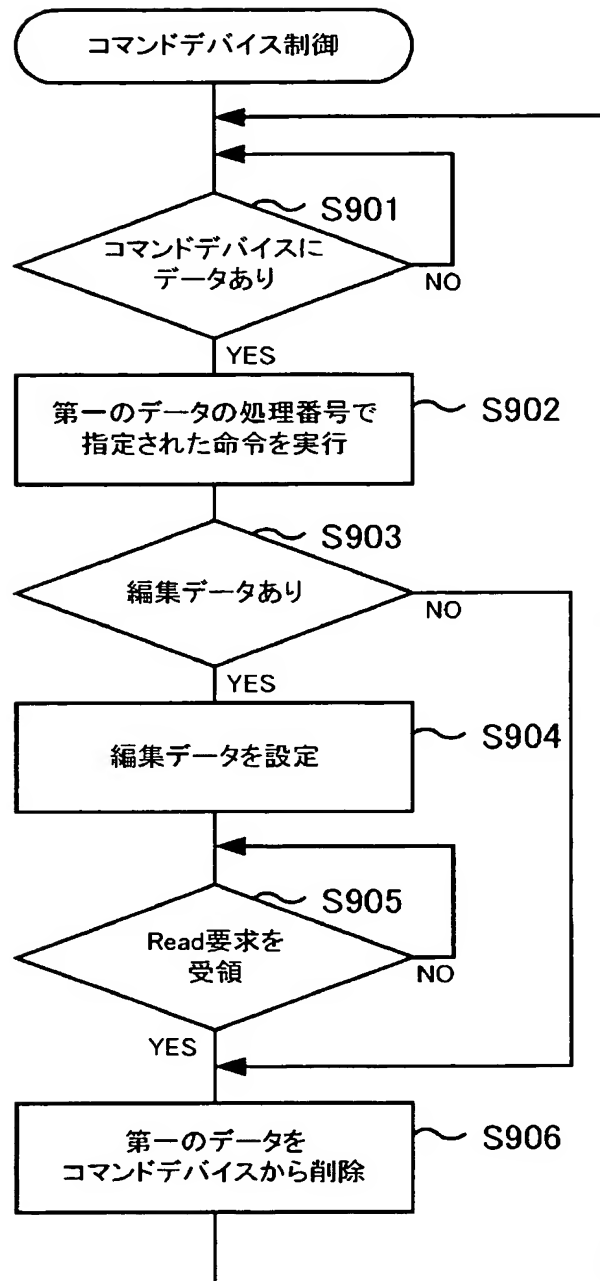 コマンドデバイス制御
S901
コマンドデバイスに
データあり
NO
YES
第一のデータの処理番号で
指定された命令を実行
S902
S903
編集データあり
NO
YES
編集データを設定
S904
S905
Read要求を
受領
NO
YES
第一のデータを
コマンドデバイスから削除
S906